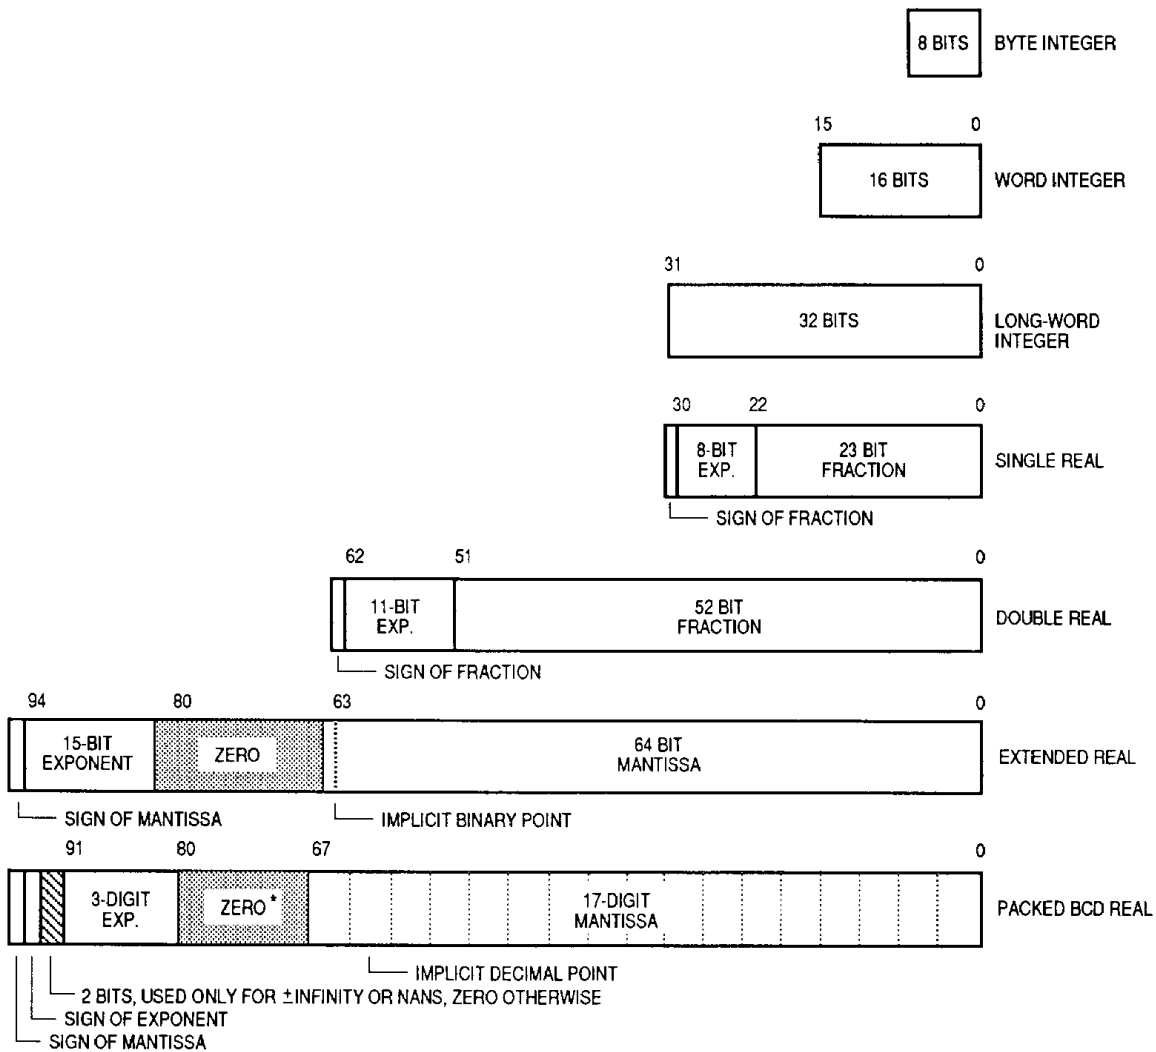 8 BITS
BYTE INTEGER
15 0
16 BITS
WORD INTEGER
31 0
32 BITS
LONG-WORD
INTEGER
30 22 0
8-BIT
EXP.
23 BIT
FRACTION
SINGLE REAL
SIGN OF FRACTION
62 51 0
11-BIT
EXP.
52 BIT
FRACTION
DOUBLE REAL
SIGN OF FRACTION
94 80 63 0
15-BIT
EXPONENT
ZERO
64 BIT
MANTISSA
EXTENDED REAL
SIGN OF MANTISSA
IMPLICIT BINARY POINT
91 80 67 0
3-DIGIT
EXP.
ZERO*
17-DIGIT
MANTISSA
PACKED BCD REAL
IMPLICIT DECIMAL POINT
2 BITS, USED ONLY FOR ±INFINITY OR NANS, ZERO OTHERWISE
SIGN OF EXPONENT
SIGN OF MANTISSA